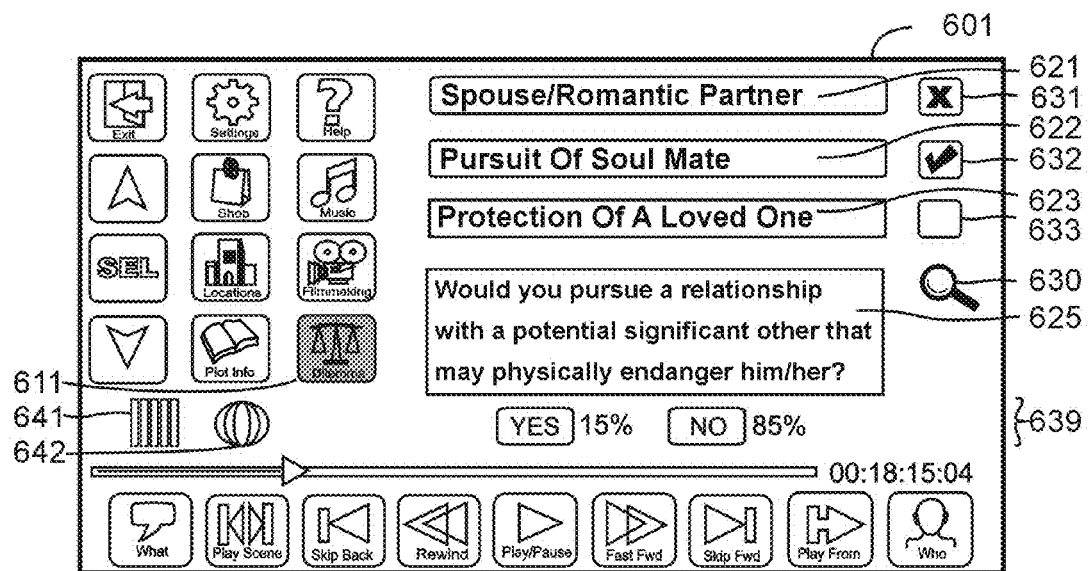 601
Exit
Settings
Help
Spouse/Romantic Partner
621
631
622
Pursuit Of Soul Mate
632
623
Shop
Music
Protection Of A Loved One
633
SEL
Locations
Filmmaking
630
Would you pursue a relationship
625
with a potential significant other that
may physically endanger him/her?
Plot Info
Dilemma
611
641
642
YES 15%
NO 85%
639
00:18:15:04
What
Play Scene
Skip Back
Rewind
Play/Pause
Fast Fwd
Skip Fwd
Play From
Who